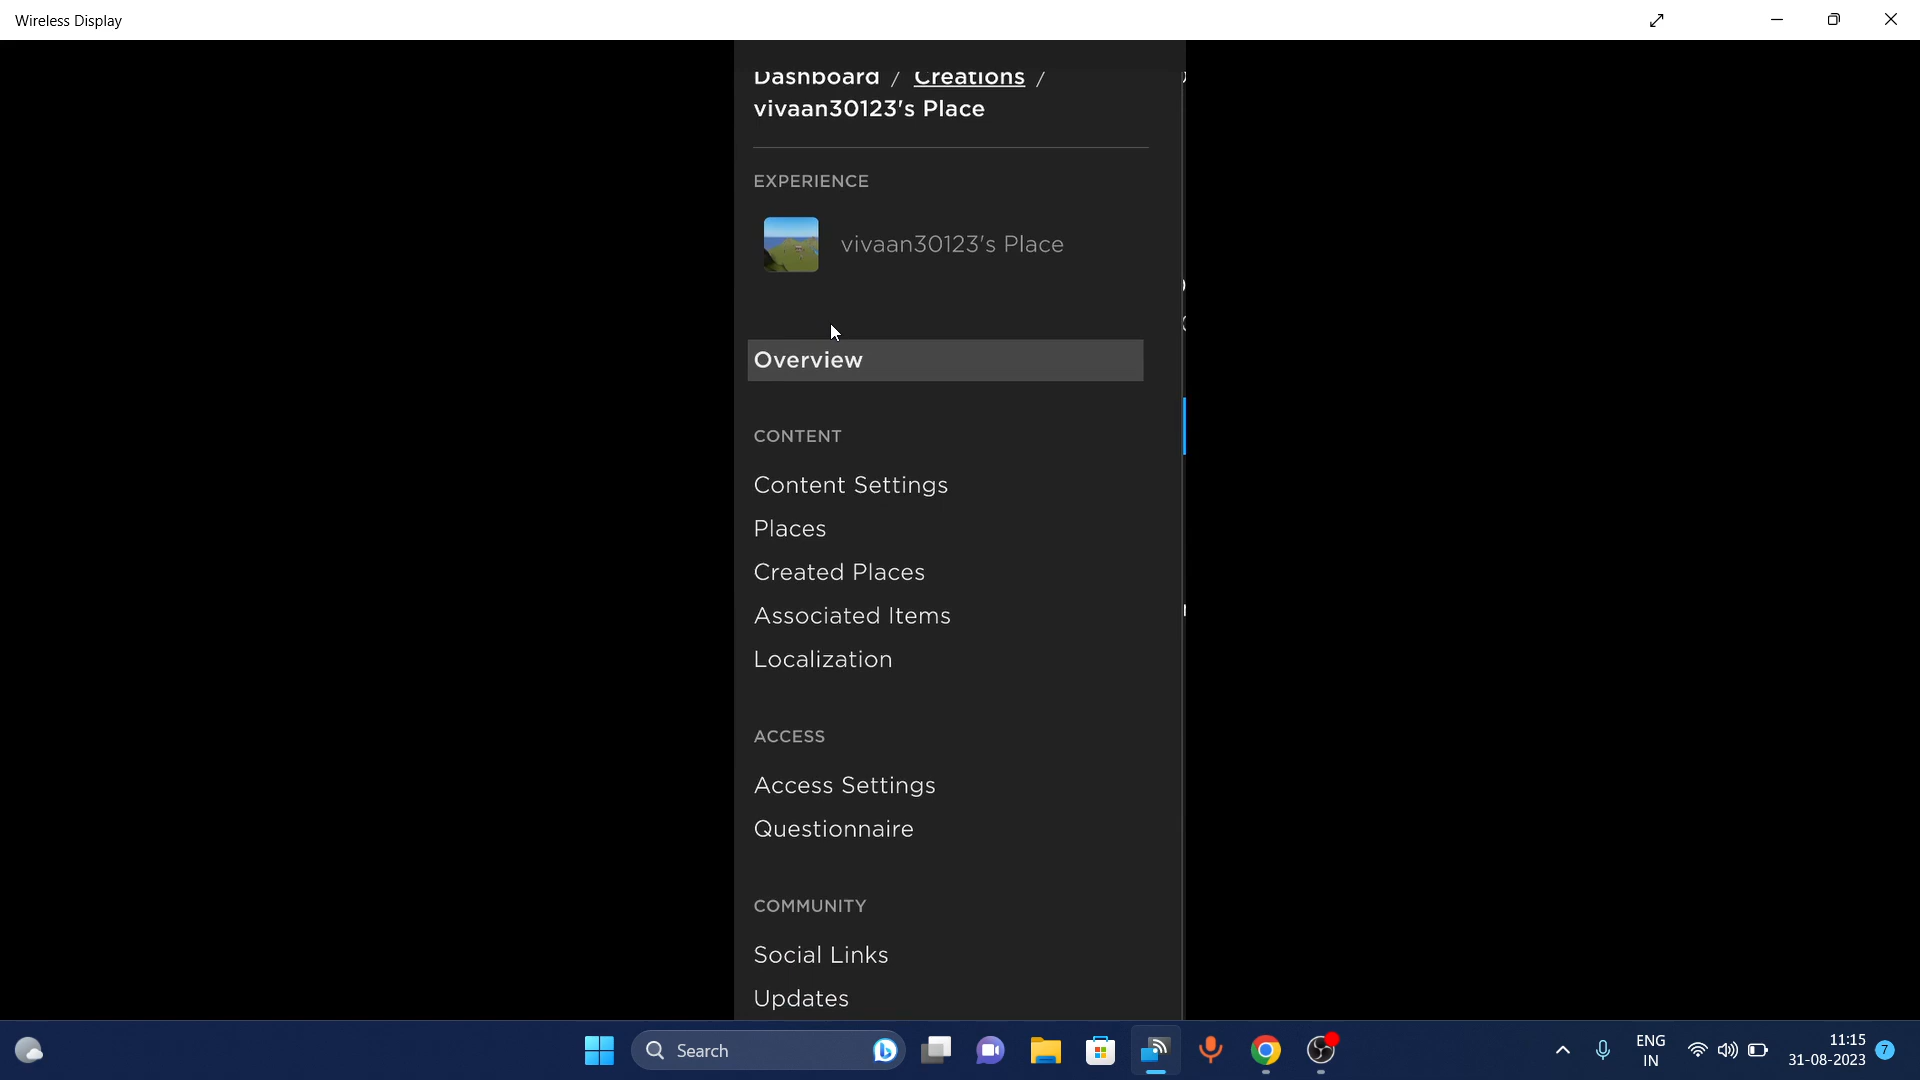 Wireless Display
Dashboard / Creations /
vivaan30123's Place
EXPERIENCE
vivaan30123's Place
Overview
CONTENT
Content Settings
Places
Created Places
Associated Items
Localization
ACCESS
Access Settings
Questionnaire
COMMUNITY
Social Links
Updates
Search
ENG
IN
11:15
31-08-2023
7